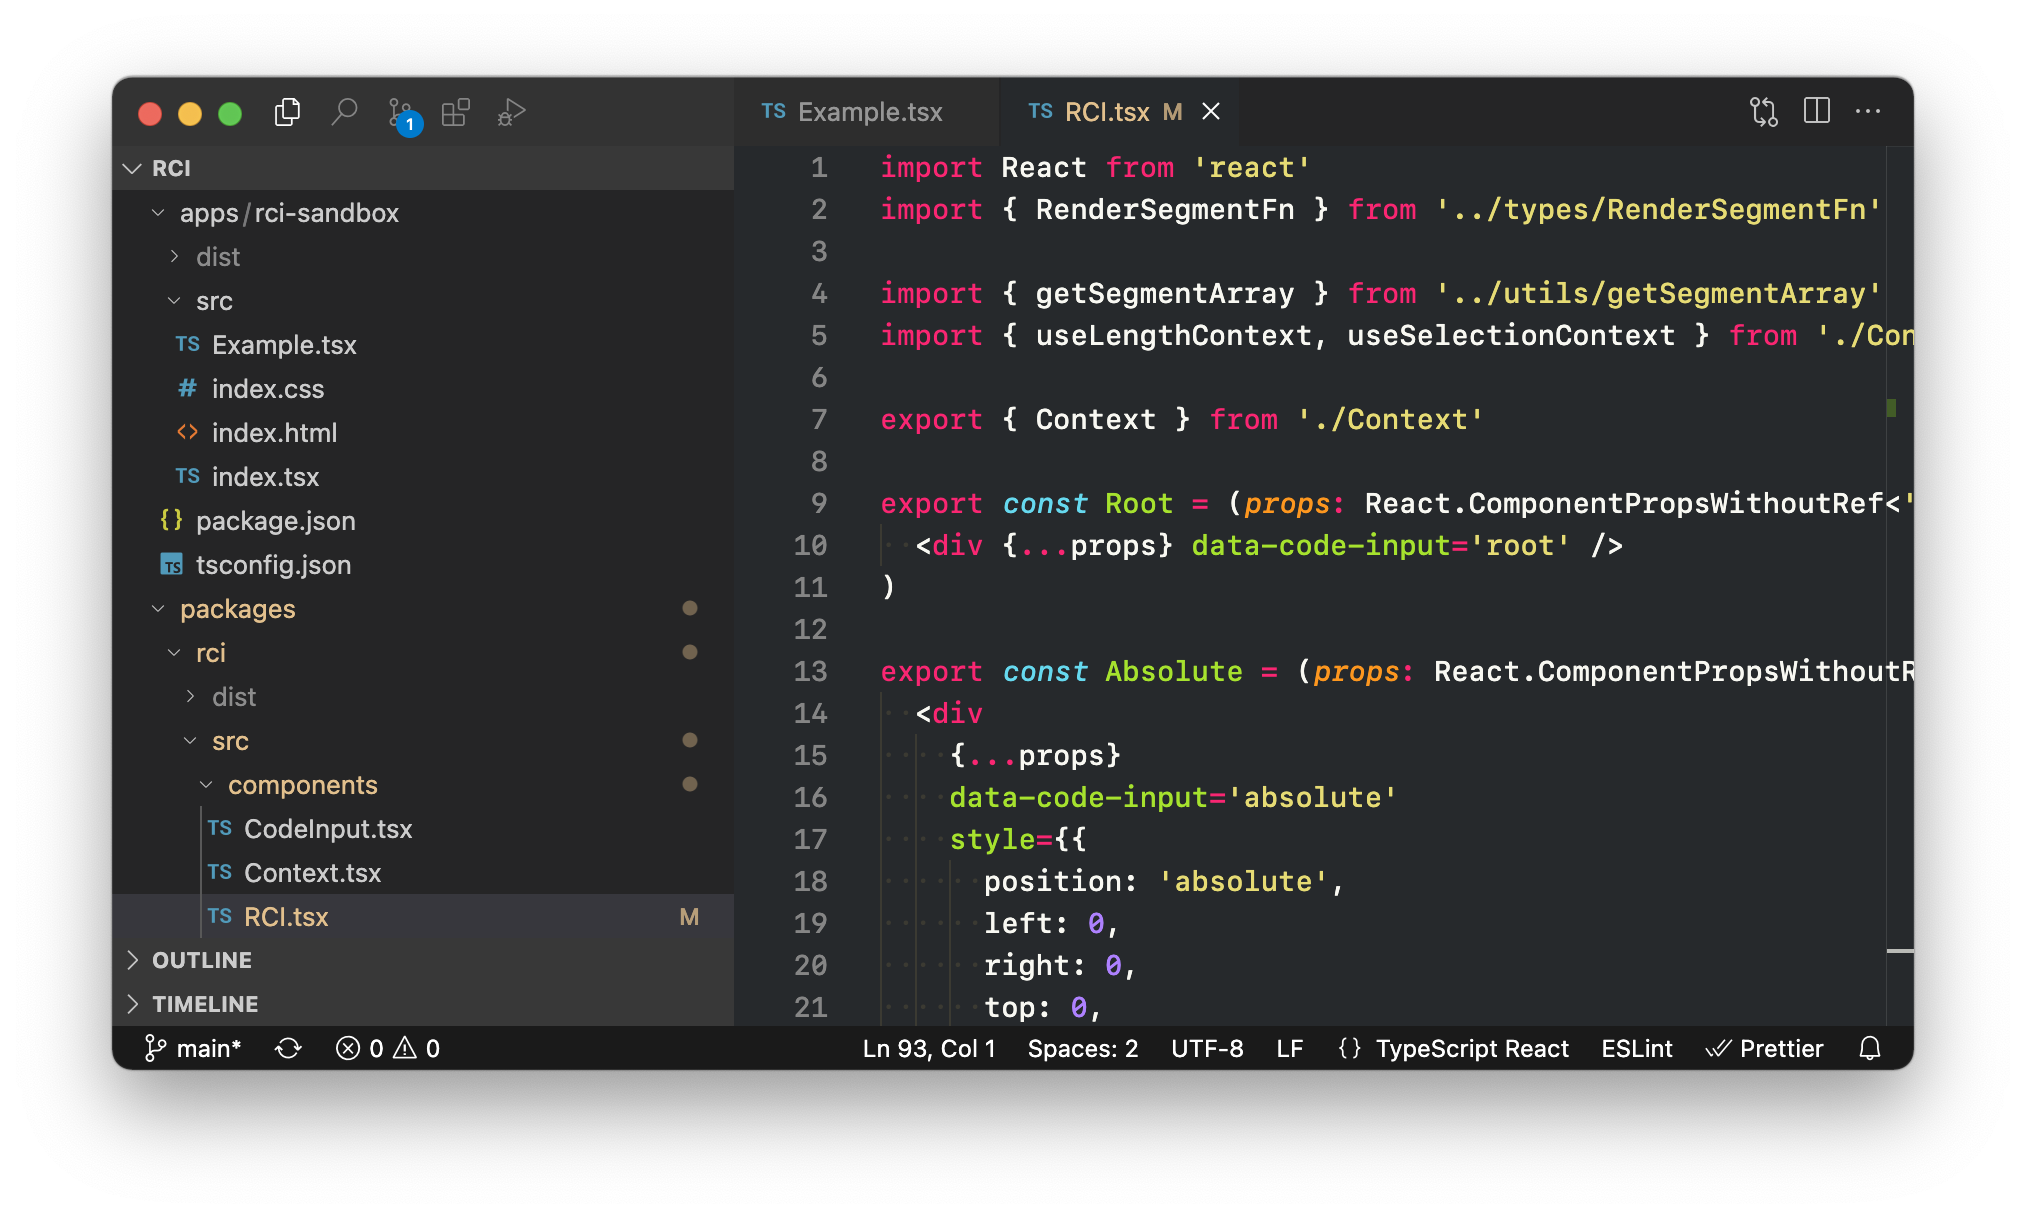 1
TS Example.tsx
TS RCI.tsx M
RCI
apps/rci-sandbox
dist
src
TS Example.tsx
# index.css
<> index.html
TS index.tsx
{} package.json
TS tsconfig.json
packages
rci
dist
src
components
TS CodeInput.tsx
TS Context.tsx
TS RCI.tsx M
OUTLINE
TIMELINE
1 import React from 'react'
2 import { RenderSegmentFn } from '../types/RenderSegmentFn'
3
4 import { getSegmentArray } from '../utils/getSegmentArray'
5 import { useLengthContext, useSelectionContext } from './Con
6
7 export { Context } from './Context'
8
9 export const Root = (props: React.ComponentPropsWithoutRef<'
10 <div {...props} data-code-input='root' />
11 )
12
13 export const Absolute = (props: React.ComponentPropsWithoutR
14 <div
15 {...props}
16 data-code-input='absolute'
17 style={{
18 position: 'absolute',
19 left: 0,
20 right: 0,
21 top: 0,
main* 0 0 Ln 93, Col 1 Spaces: 2 UTF-8 LF {} TypeScript React ESLint Prettier